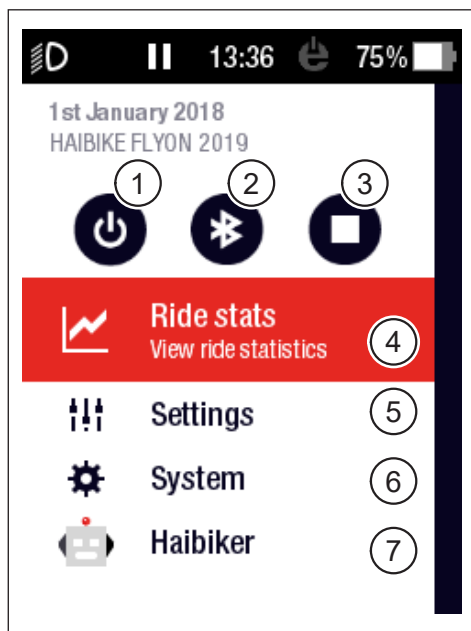 13:36 75%
1st January 2018
HAIBIKE FLYON 2019
1 2 3
Ride stats
View ride statistics
4
Settings 5
System 6
Haibiker 7